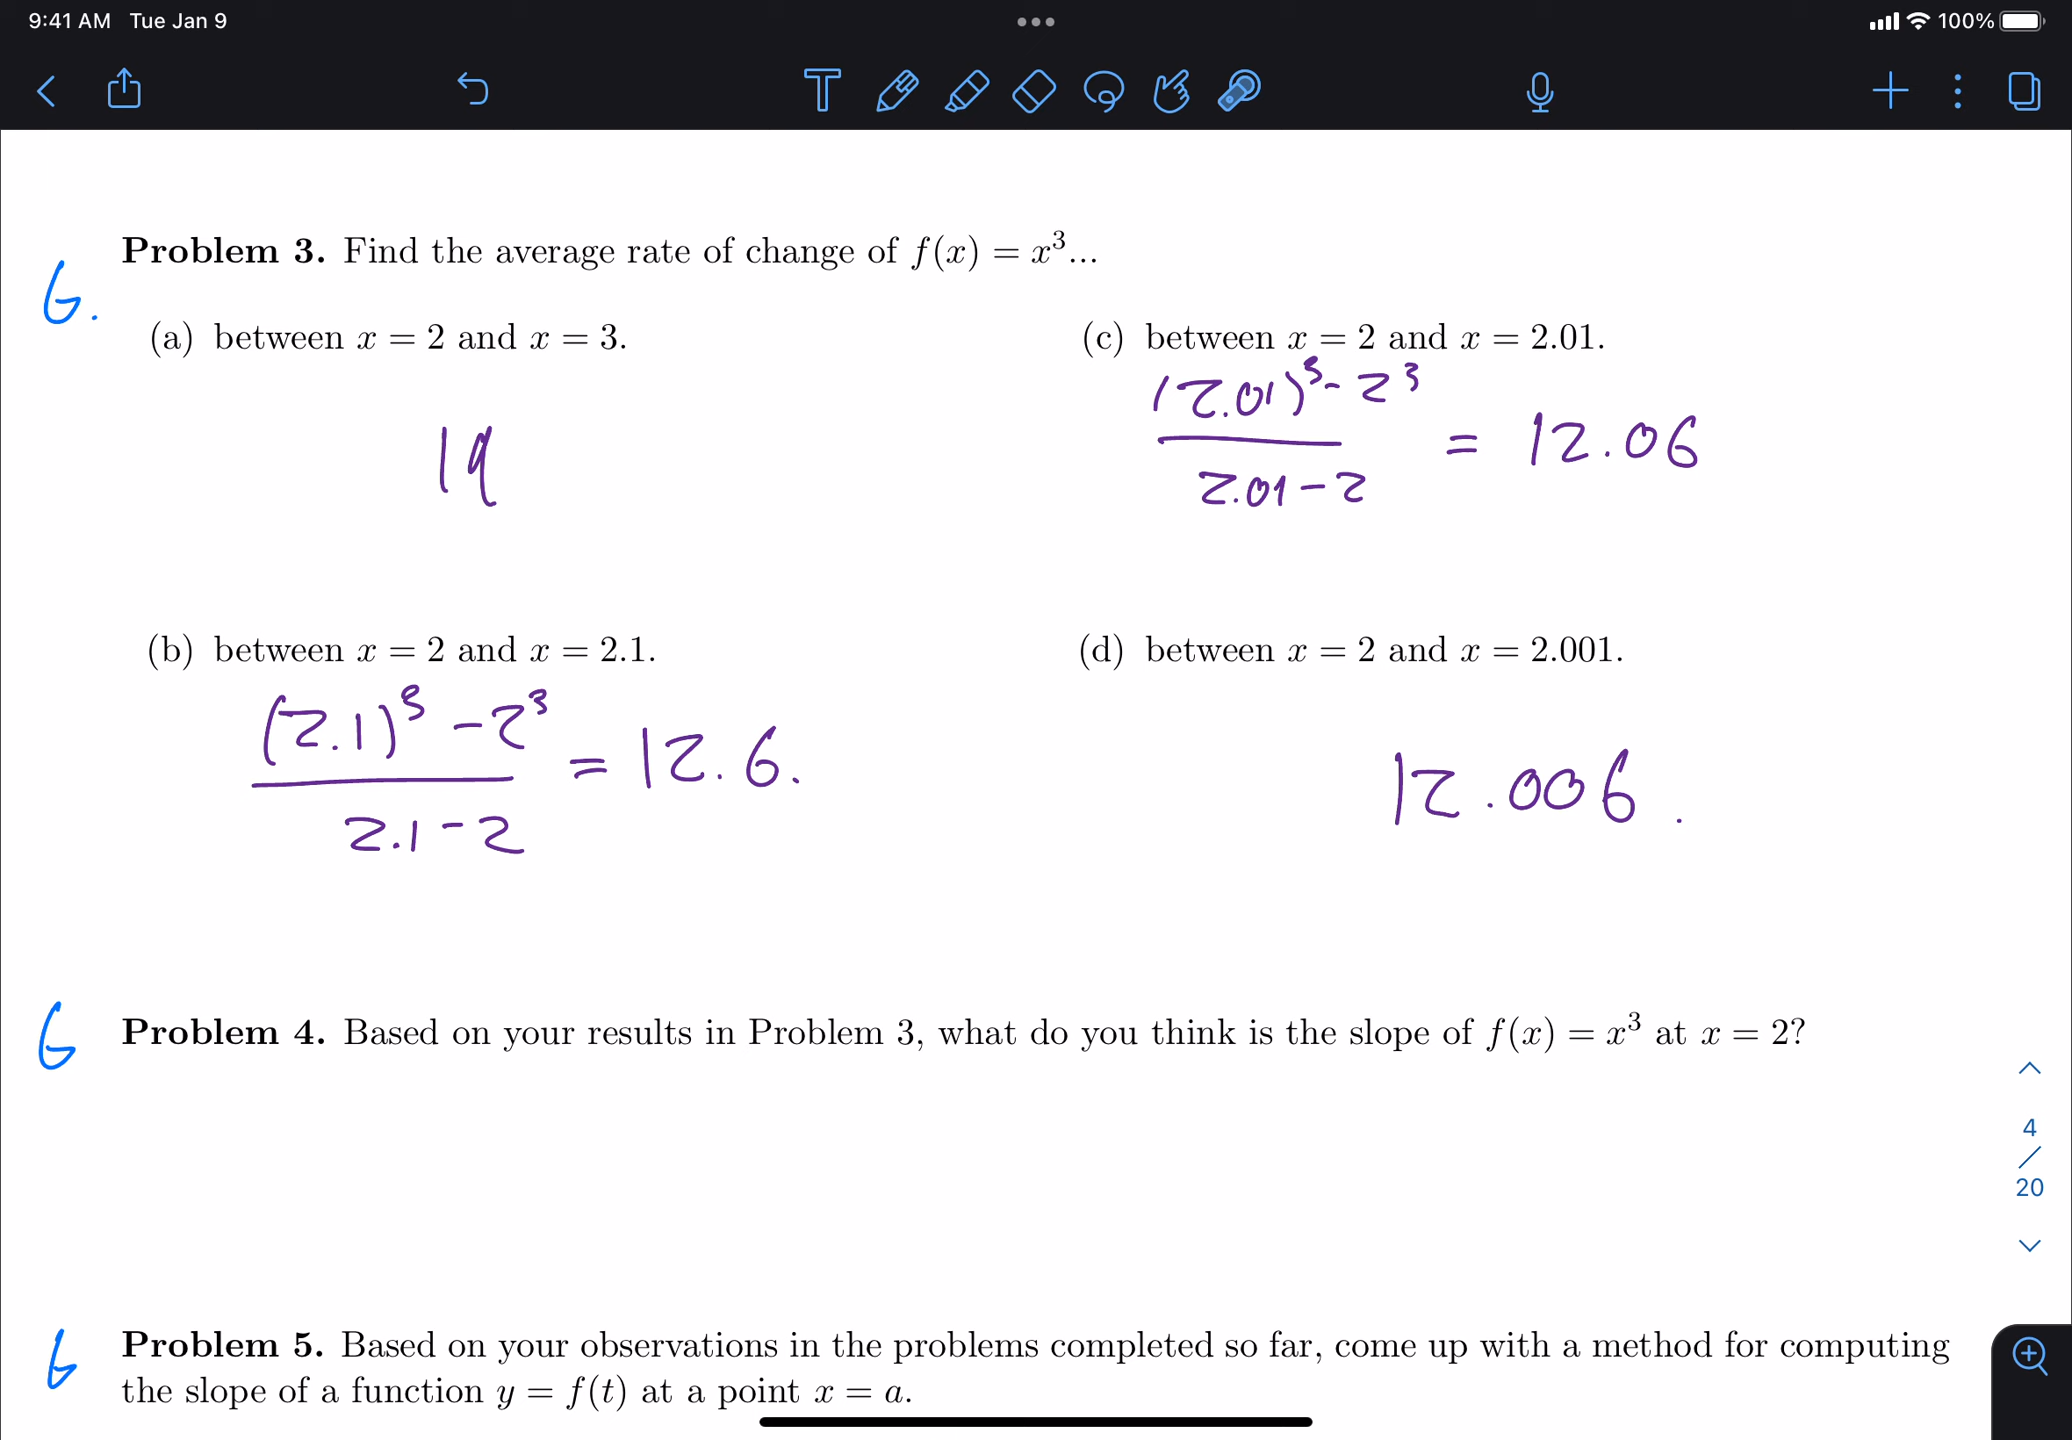 9:41 AM Tue Jan 9
100%
G. Problem 3. Find the average rate of change of f(x) = x³...
(a) between x = 2 and x = 3.
19
(b) between x = 2 and x = 2.1.
(2.1)³ - 2³
2.1 - 2
= 12.6.
(c) between x = 2 and x = 2.01.
(2.01)³ - 2³
2.01 - 2
= 12.06
(d) between x = 2 and x = 2.001.
12.006.
G Problem 4. Based on your results in Problem 3, what do you think is the slope of f(x) = x³ at x = 2?
4
/
20
G Problem 5. Based on your observations in the problems completed so far, come up with a method for computing
the slope of a function y = f(t) at a point x = a.